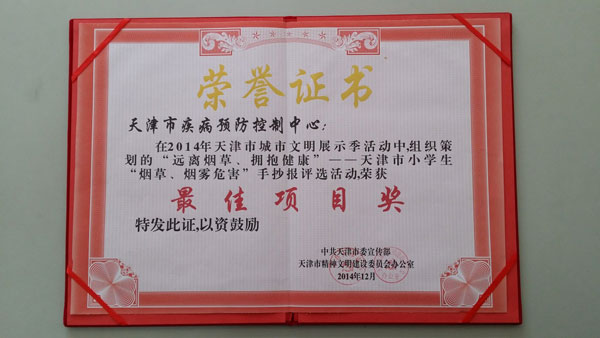 荣誉证书
天津市疾病预防控制中心:
在2014年天津市城市文明展示季活动中,组织策
划的“远离烟草、拥抱健康”——天津市小学生
“烟草、烟雾危害”手抄报评选活动,荣获
最佳项目奖
特发此证,以资鼓励
中共天津市委宣传部
天津市精神文明建设委员会办公室
2014年12月